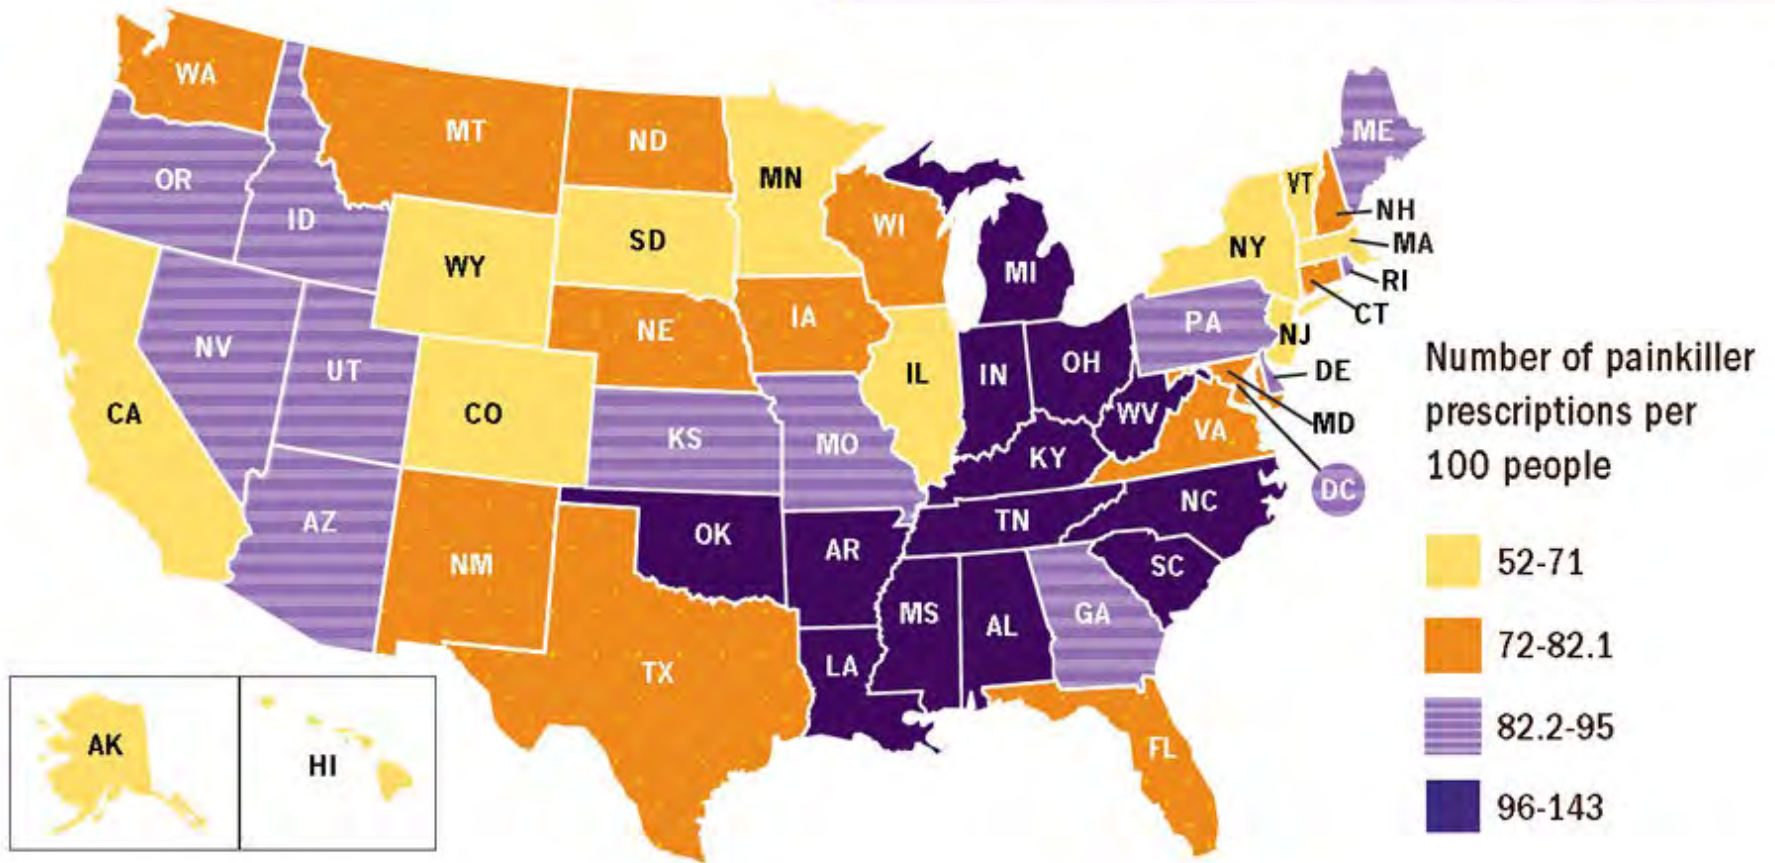 WA
MT
ND
MN
ME
OR
ID
WY
SD
WI
MI
NY
VT
NH
MA
RI
CT
NV
UT
CO
NE
IA
IL
IN
OH
PA
NJ
DE
MD
DC
CA
AZ
NM
KS
MO
KY
WV
VA
OK
AR
TN
NC
SC
TX
LA
MS
AL
GA
FL
AK
HI
Number of painkiller
prescriptions per
100 people
52-71
72-82.1
82.2-95
96-143